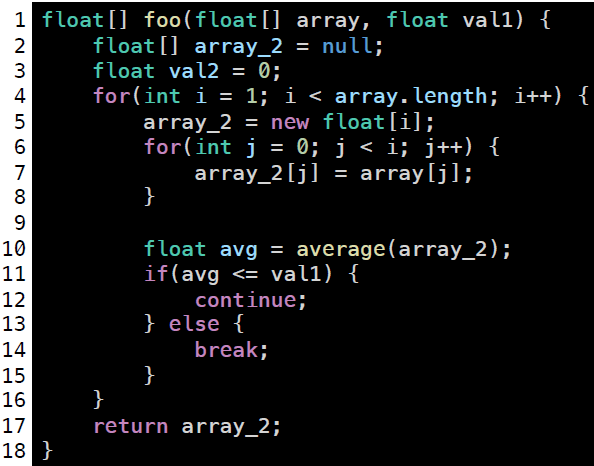 1 float[] foo(float[] array, float val1) {
2     float[] array_2 = null;
3     float val2 = 0;
4     for(int i = 1; i < array.length; i++) {
5         array_2 = new float[i];
6         for(int j = 0; j < i; j++) {
7             array_2[j] = array[j];
8         }
9
10         float avg = average(array_2);
11         if(avg <= val1) {
12             continue;
13         } else {
14             break;
15         }
16     }
17     return array_2;
18 }